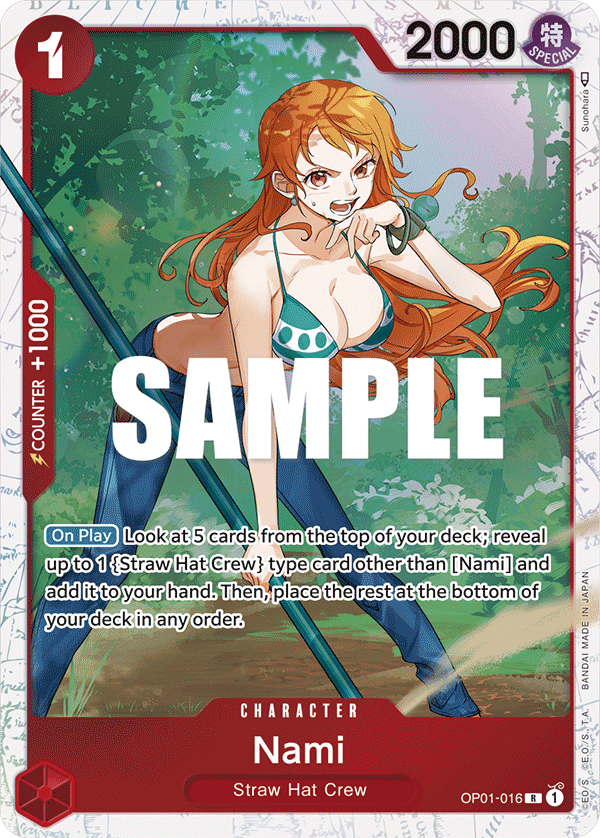 1
2000
特
SPECIAL
Sunohara
COUNTER +1000
SAMPLE
On Play Look at 5 cards from the top of your deck; reveal
up to 1 {Straw Hat Crew} type card other than [Nami] and
add it to your hand. Then, place the rest at the bottom of
your deck in any order.
©E.O./S. ©E.O./S.,T.A. BANDAI MADE IN JAPAN
CHARACTER
Nami
Straw Hat Crew
OP01-016 R 1